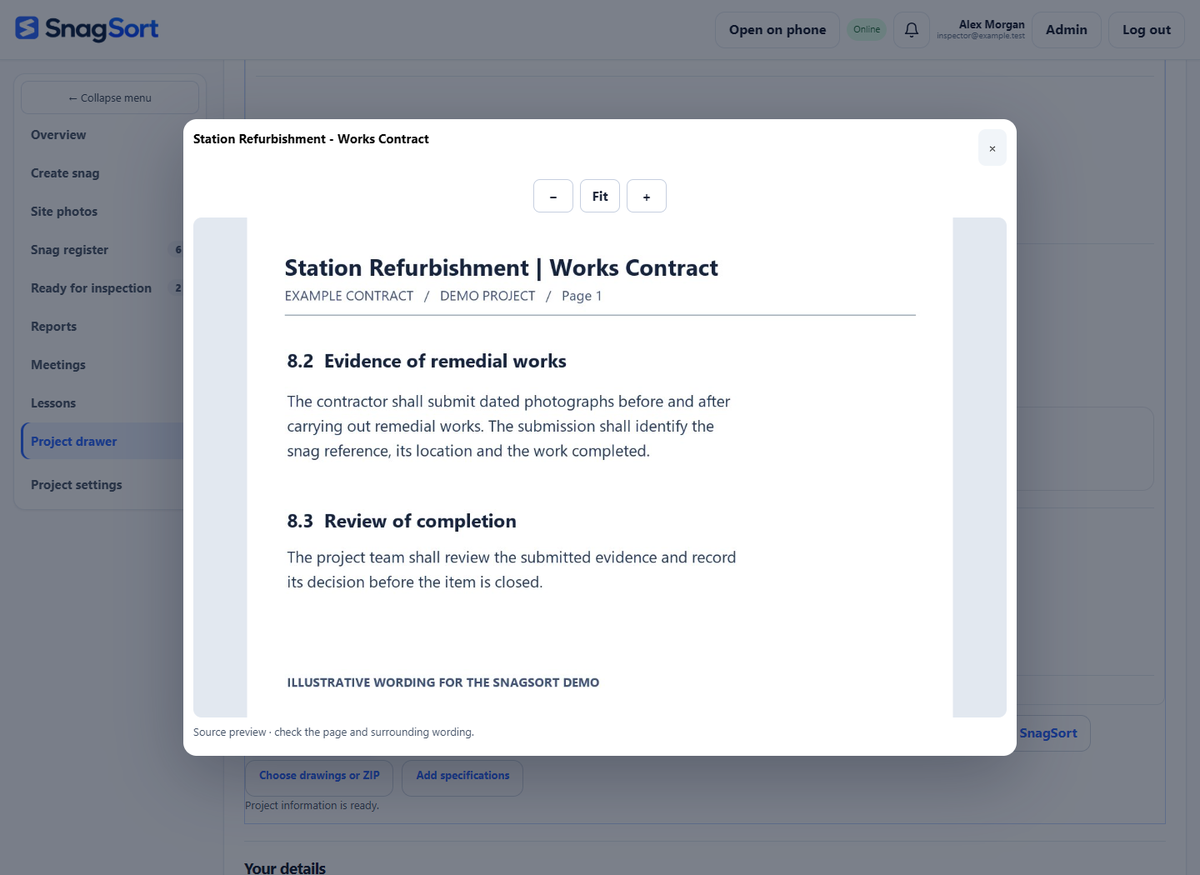 SnagSort
Open on phone
Online
Alex Morgan
inspector@example.test
Admin
Log out
← Collapse menu
Overview
Create snag
Site photos
Snag register 6
Ready for inspection 2
Reports
Meetings
Lessons
Project drawer
Project settings
Station Refurbishment - Works Contract
×
– Fit +
Station Refurbishment | Works Contract
EXAMPLE CONTRACT / DEMO PROJECT / Page 1
8.2 Evidence of remedial works
The contractor shall submit dated photographs before and after
carrying out remedial works. The submission shall identify the
snag reference, its location and the work completed.
8.3 Review of completion
The project team shall review the submitted evidence and record
its decision before the item is closed.
ILLUSTRATIVE WORDING FOR THE SNAGSORT DEMO
Source preview · check the page and surrounding wording.
SnagSort
Choose drawings or ZIP
Add specifications
Project information is ready.
Your details